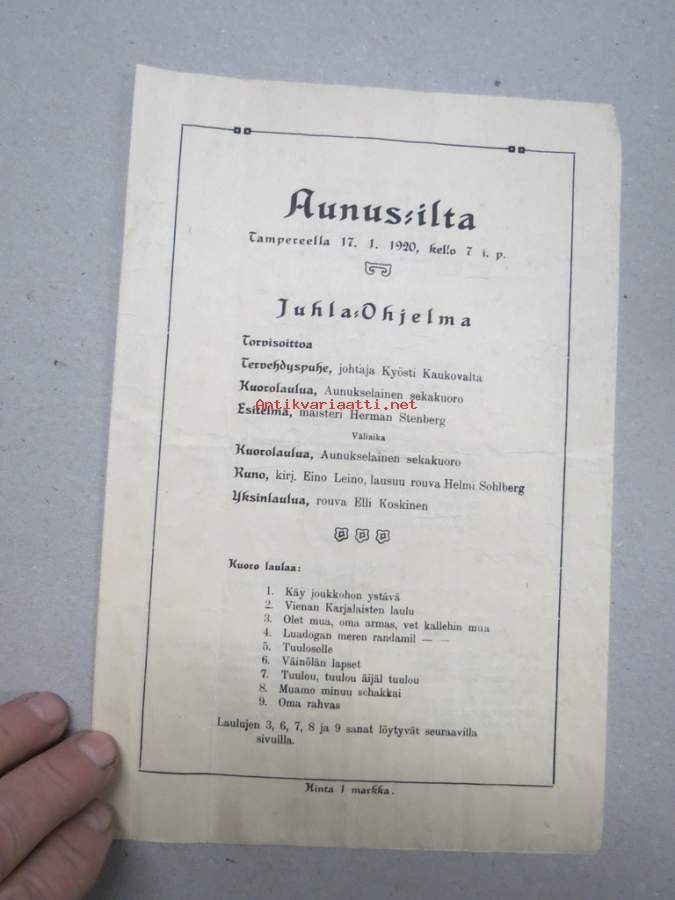 Aunus-ilta
Tampereella 17. 1. 1920, kello 7 i. p.
Juhla-Ohjelma
Torvisoittoa
Tervehdyspuhe, johtaja Kyösti Kaukovalta
Kuorolaulua, Aunukselainen sekakuoro
Antikvariaatti.net
Esitelmä, maisteri Herman Stenberg
Väliaika
Kuorolaulua, Aunukselainen sekakuoro
Runo, kirj. Eino Leino, lausuu rouva Helmi Sohlberg
Yksinlaulua, rouva Elli Koskinen
Kuoro laulaa:
1. Käy joukkohon ystävä
2. Vienan Karjalaisten laulu
3. Olet mua, oma armas, vet kallehin mua
4. Luadogan meren randamil — —
5. Tuuloselle
6. Väinölän lapset
7. Tuulou, tuulou äijäl tuulou
8. Muamo minuu sohakkai
9. Oma rahvas
Laulujen 3, 6, 7, 8 ja 9 sanat löytyvät seuraavilla
sivuilla.
Hinta 1 markka.